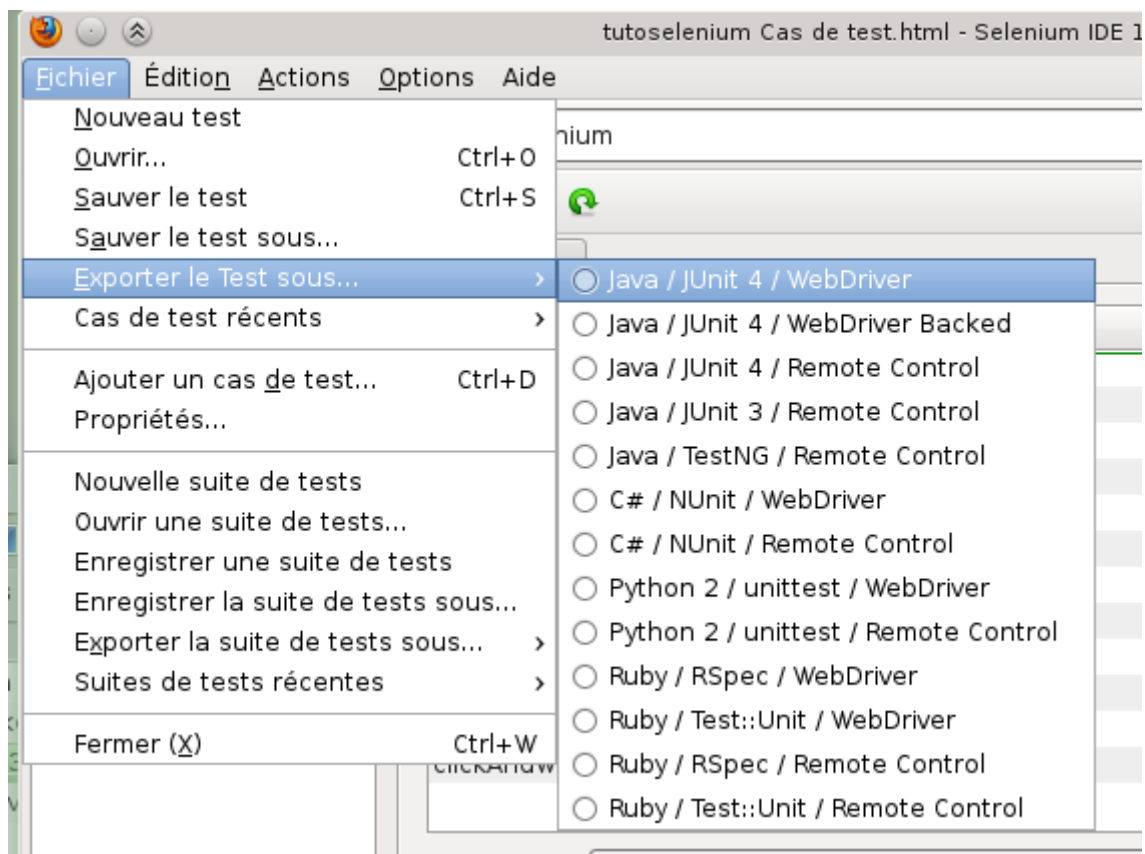 tutoselenium Cas de test.html - Selenium IDE 1
Fichier Édition Actions Options Aide
Nouveau test
nium
Ouvrir... Ctrl+O
Sauver le test Ctrl+S
Sauver le test sous...
Exporter le Test sous...
Java / JUnit 4 / WebDriver
Cas de test récents
Java / JUnit 4 / WebDriver Backed
Java / JUnit 4 / Remote Control
Ajouter un cas de test... Ctrl+D
Java / JUnit 3 / Remote Control
Propriétés...
Java / TestNG / Remote Control
Nouvelle suite de tests
C# / NUnit / WebDriver
Ouvrir une suite de tests...
C# / NUnit / Remote Control
Enregistrer une suite de tests
Python 2 / unittest / WebDriver
Enregistrer la suite de tests sous...
Python 2 / unittest / Remote Control
Exporter la suite de tests sous...
Ruby / RSpec / WebDriver
Suites de tests récentes
Ruby / Test::Unit / WebDriver
Fermer (X) Ctrl+W
Ruby / RSpec / Remote Control
Ruby / Test::Unit / Remote Control